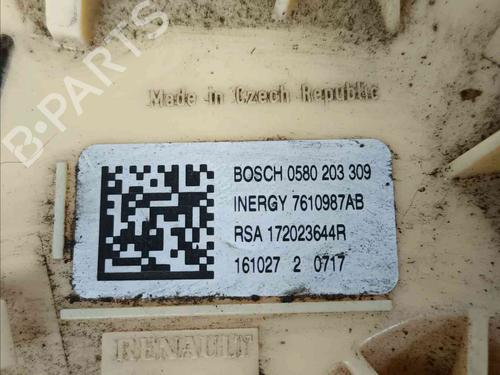 B-PARTS
Made in Czech Republic
BOSCH 0580 203 309
INERGY 7610987AB
RSA 172023644R
161027 2 0717
RENAULT